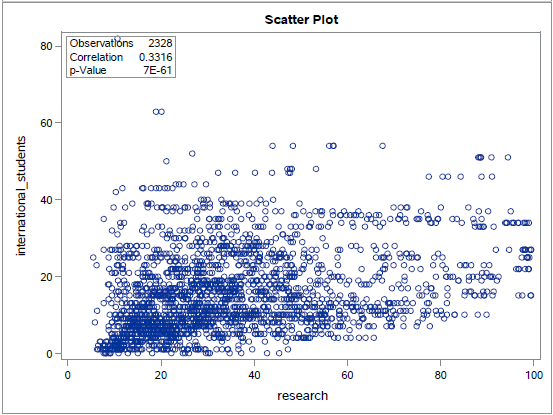 Scatter Plot
Observations 2328
Correlation 0.3316
p-Value 7E-61
international_students
80
60
40
20
0
0 20 40 60 80 100
research